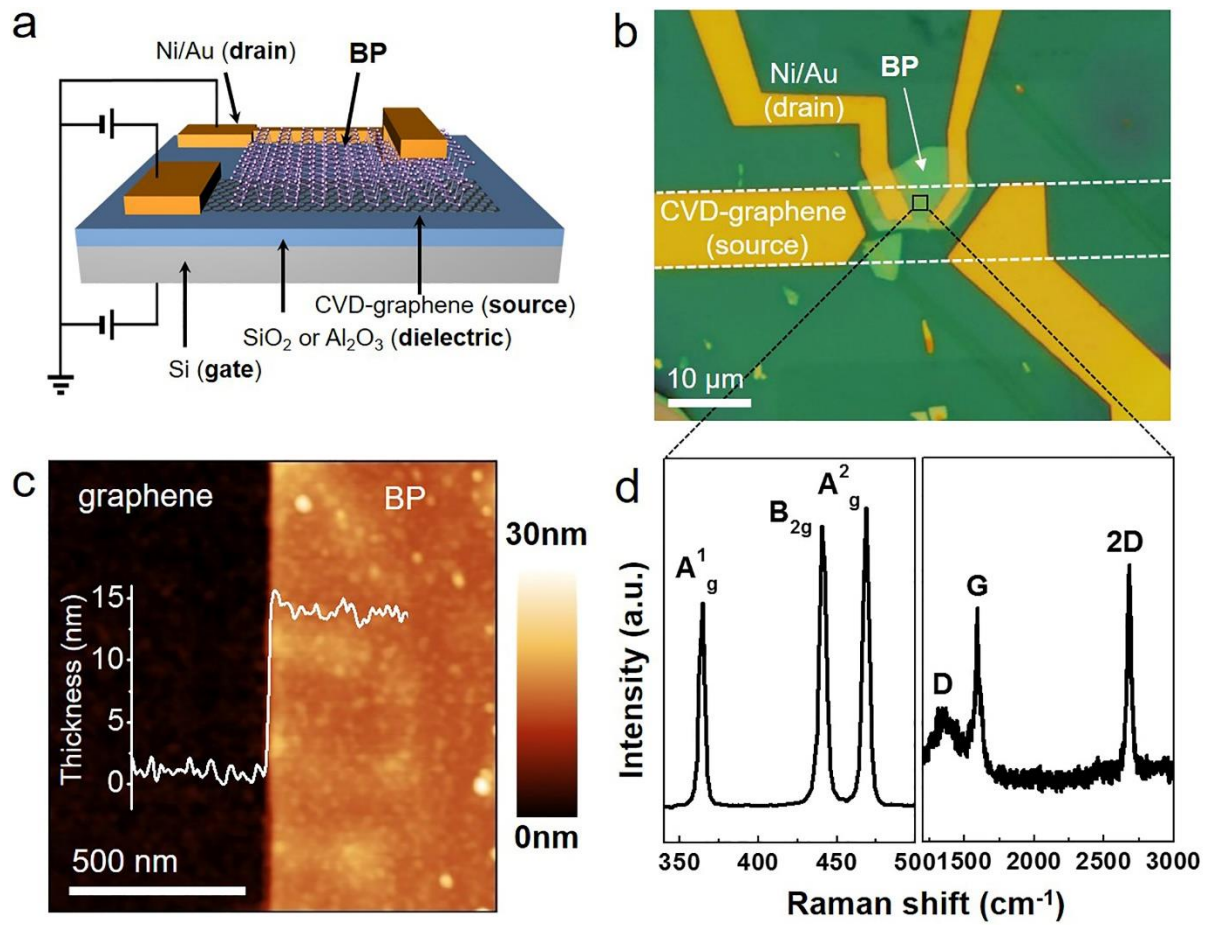 a
Ni/Au (drain)
BP
CVD-graphene (source)
SiO₂ or Al₂O₃ (dielectric)
Si (gate)
b
Ni/Au
(drain)
BP
CVD-graphene
(source)
10 µm
c
graphene
BP
30nm
0nm
Thickness (nm)
15
10
5
0
500 nm
d
A¹g
B₂g
A²g
D
G
2D
Intensity (a.u.)
350 400 450 500 1500 2000 2500 3000
Raman shift (cm⁻¹)